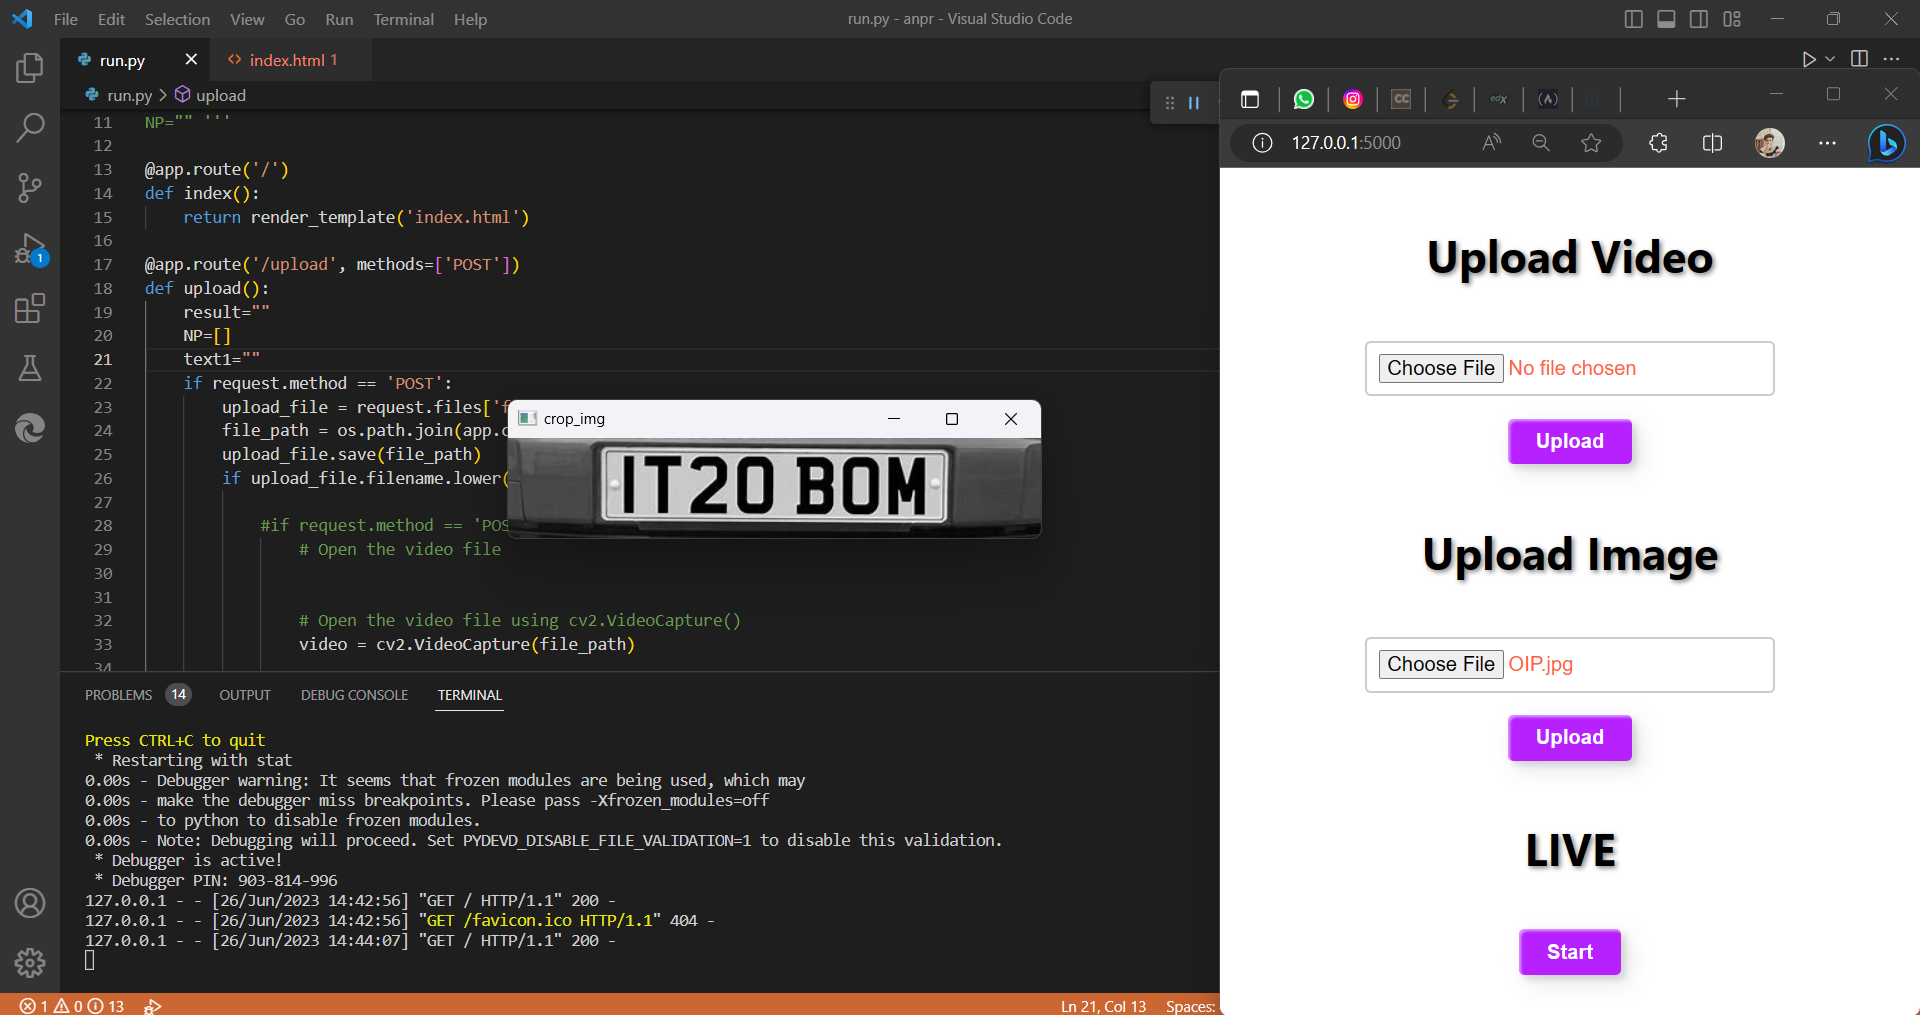 File Edit Selection View Go Run Terminal Help
run.py - anpr - Visual Studio Code
run.py
index.html 1
run.py > upload
11 NP="" '''
12
13 @app.route('/')
14 def index():
15 return render_template('index.html')
16
17 @app.route('/upload', methods=['POST'])
18 def upload():
19 result=""
20 NP=[]
21 text1=""
22 if request.method == 'POST':
23 upload_file = request.files['f
24 file_path = os.path.join(app.c
25 upload_file.save(file_path)
26 if upload_file.filename.lower(
27
28 #if request.method == 'POS
29 # Open the video file
30
31
32 # Open the video file using cv2.VideoCapture()
33 video = cv2.VideoCapture(file_path)
34
crop_img
IT20 BOM
PROBLEMS 14 OUTPUT DEBUG CONSOLE TERMINAL
Press CTRL+C to quit
* Restarting with stat
0.00s - Debugger warning: It seems that frozen modules are being used, which may
0.00s - make the debugger miss breakpoints. Please pass -Xfrozen_modules=off
0.00s - to python to disable frozen modules.
0.00s - Note: Debugging will proceed. Set PYDEVD_DISABLE_FILE_VALIDATION=1 to disable this validation.
* Debugger is active!
* Debugger PIN: 903-814-996
127.0.0.1 - - [26/Jun/2023 14:42:56] "GET / HTTP/1.1" 200 -
127.0.0.1 - - [26/Jun/2023 14:42:56] "GET /favicon.ico HTTP/1.1" 404 -
127.0.0.1 - - [26/Jun/2023 14:44:07] "GET / HTTP/1.1" 200 -
1
1 0 13
Ln 21, Col 13 Spaces:
CC edX (A)
127.0.0.1:5000
Upload Video
Choose File No file chosen
Upload
Upload Image
Choose File OIP.jpg
Upload
LIVE
Start